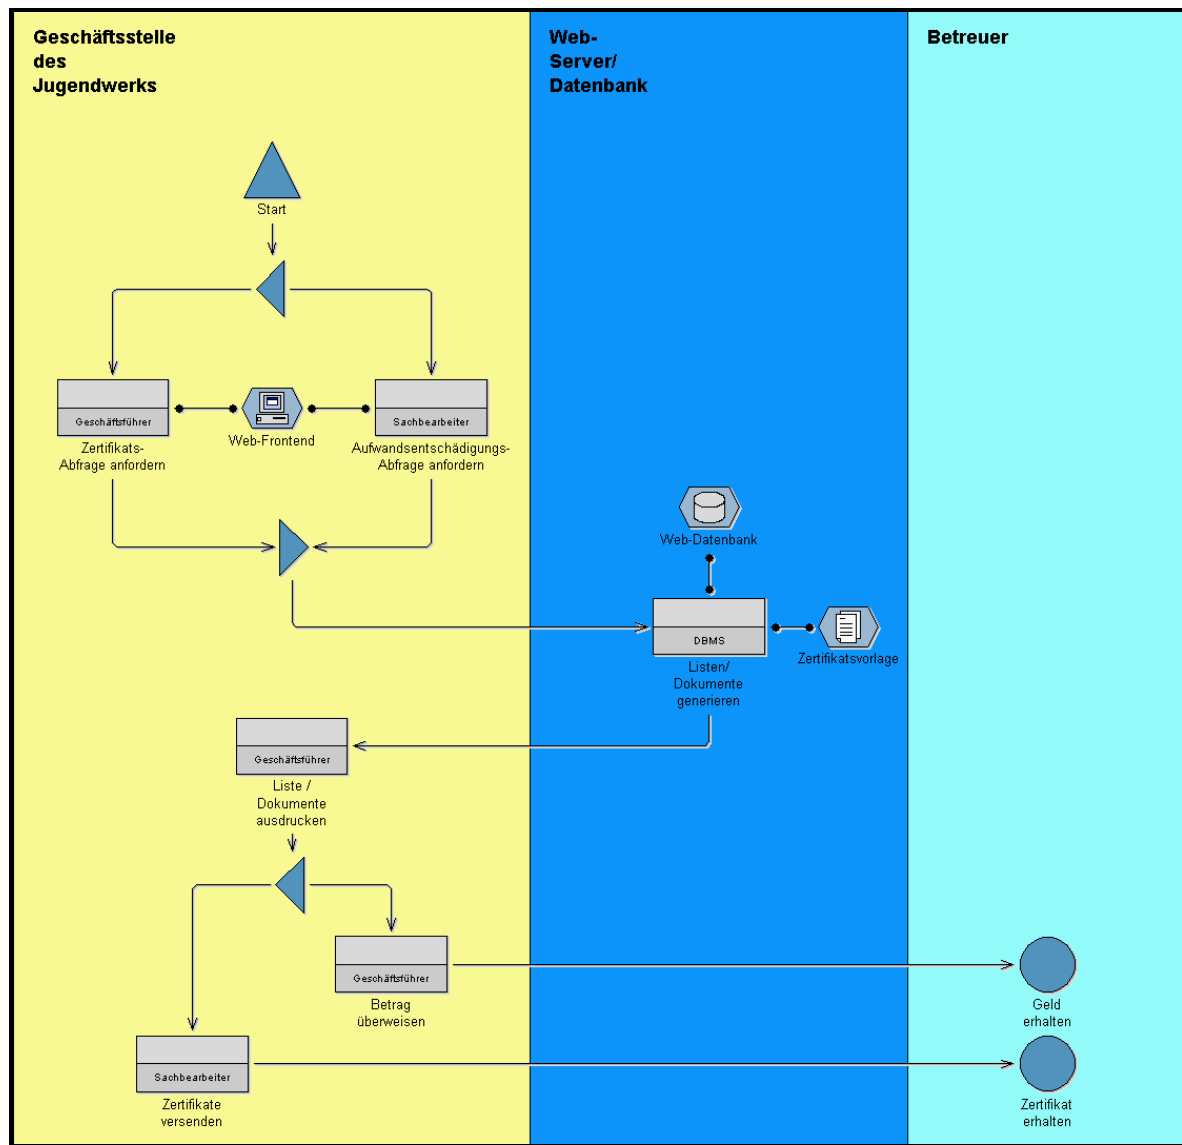 Geschäftsstelle
des
Jugendwerks
Web-
Server/
Datenbank
Betreuer
Start
Geschäftsführer
Zertifikats-
Abfrage anfordern
Web-Frontend
Sachbearbeiter
Aufwandsentschädigungs-
Abfrage anfordern
Web-Datenbank
DBMS
Listen/
Dokumente
generieren
Zertifikatsvorlage
Geschäftsführer
Liste /
Dokumente
ausdrucken
Geschäftsführer
Betrag
überweisen
Geld
erhalten
Sachbearbeiter
Zertifikate
versenden
Zertifikat
erhalten